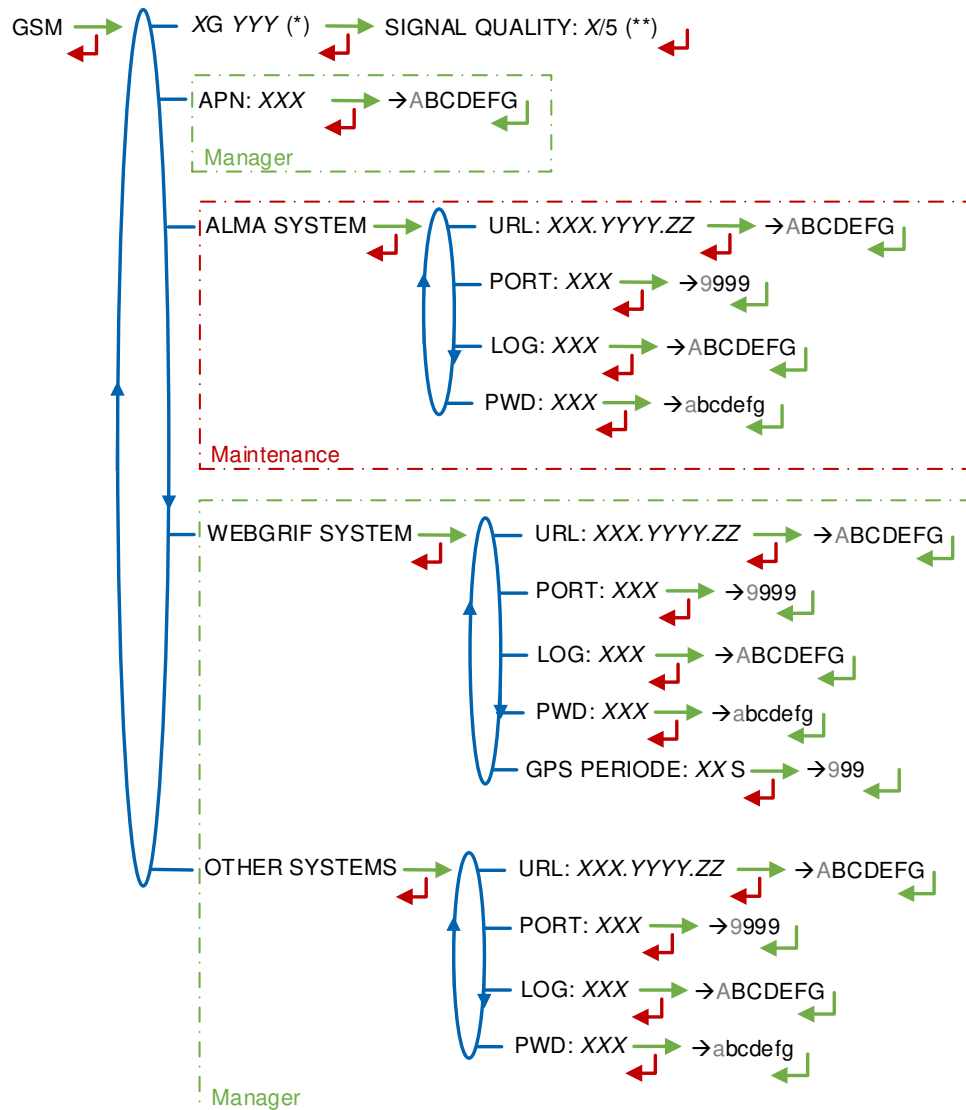 GSM XG YYY (*) SIGNAL QUALITY: X/5 (**)
APN: XXX →ABCDEFG
Manager
ALMA SYSTEM URL: XXX.YYYY.ZZ →ABCDEFG
PORT: XXX →9999
LOG: XXX →ABCDEFG
PWD: XXX →abcdefg
Maintenance
WEBGRIF SYSTEM URL: XXX.YYYY.ZZ →ABCDEFG
PORT: XXX →9999
LOG: XXX →ABCDEFG
PWD: XXX →abcdefg
GPS PERIODE: XX S →999
OTHER SYSTEMS URL: XXX.YYYY.ZZ →ABCDEFG
PORT: XXX →9999
LOG: XXX →ABCDEFG
PWD: XXX →abcdefg
Manager